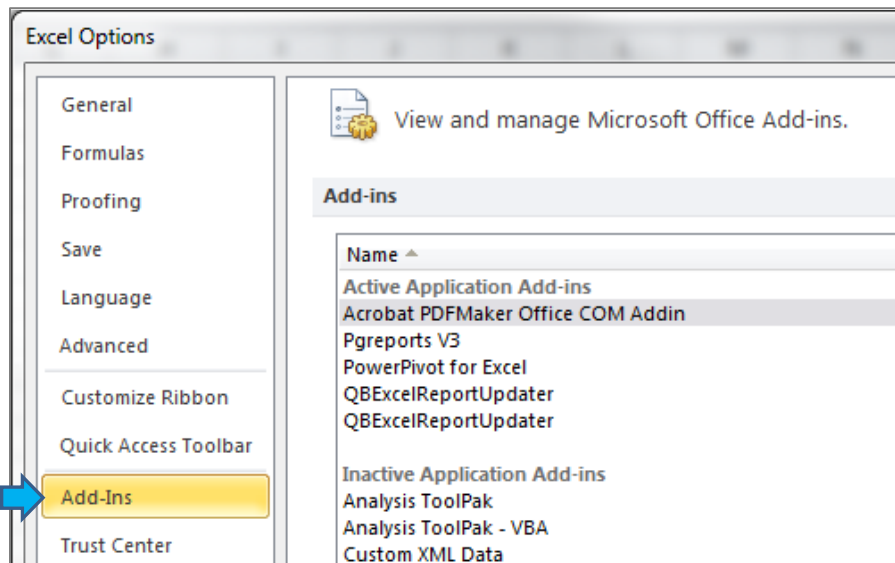 Excel Options
General
Formulas
Proofing
Save
Language
Advanced
Customize Ribbon
Quick Access Toolbar
Add-Ins
Trust Center
View and manage Microsoft Office Add-ins.
Add-ins
Name
Active Application Add-ins
Acrobat PDFMaker Office COM Addin
Pgreports V3
PowerPivot for Excel
QBExcelReportUpdater
QBExcelReportUpdater
Inactive Application Add-ins
Analysis ToolPak
Analysis ToolPak - VBA
Custom XML Data